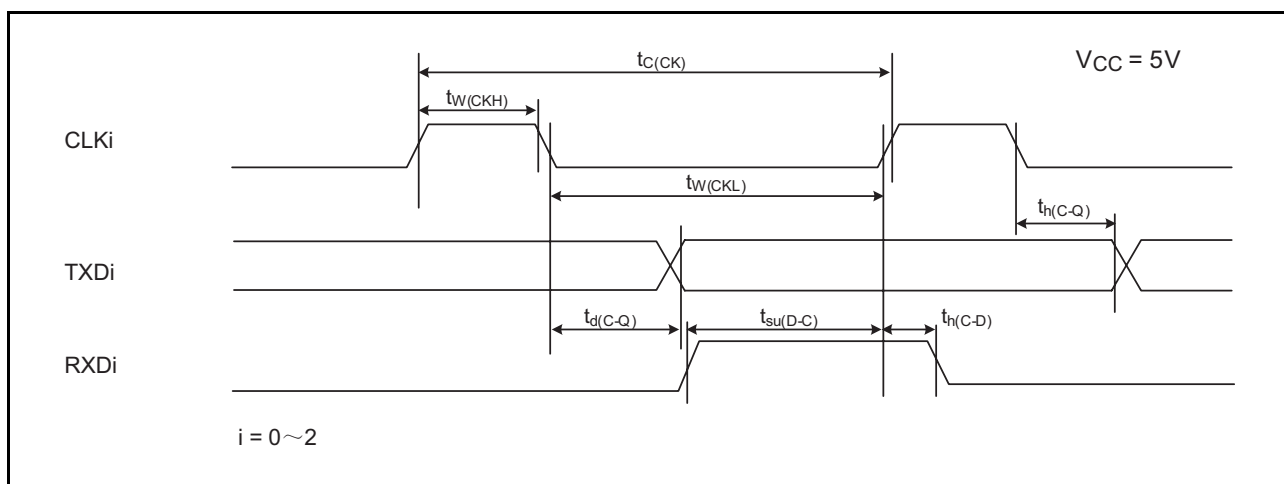 tC(CK)
VCC = 5V
tW(CKH)
CLKi
tW(CKL)
th(C-Q)
TXDi
td(C-Q)
tsu(D-C)
th(C-D)
RXDi
i = 0～2